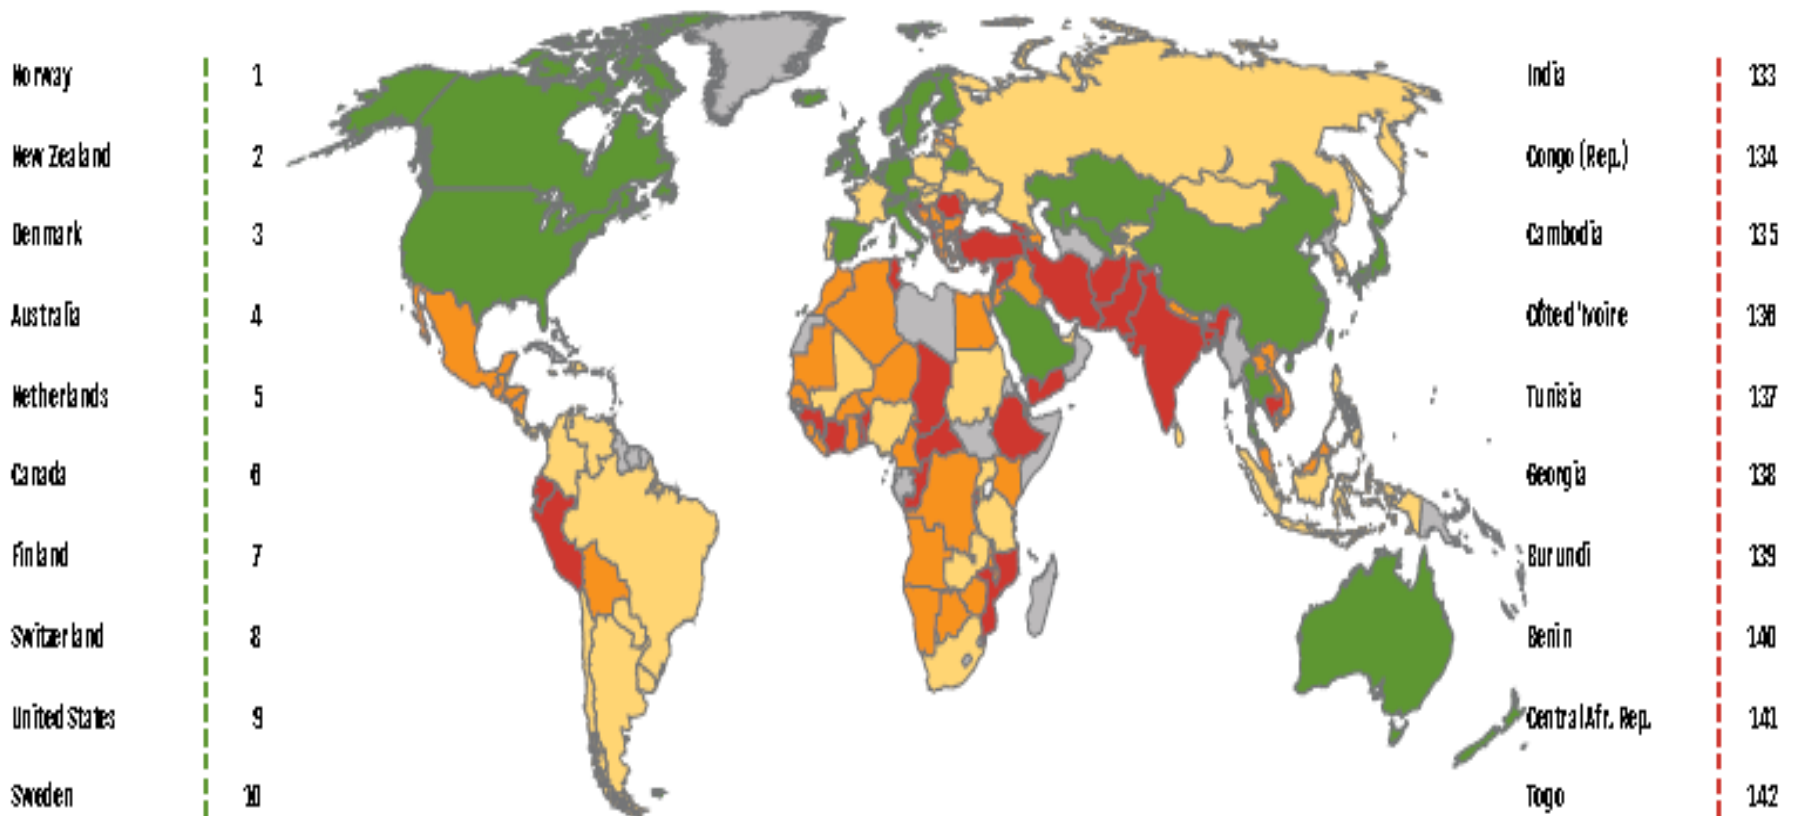 Norway 1
New Zealand 2
Denmark 3
Australia 4
Netherlands 5
Canada 6
Finland 7
Switzerland 8
United States 9
Sweden 10
India 133
Congo (Rep.) 134
Cambodia 135
Côte d'Ivoire 136
Tunisia 137
Georgia 138
Burundi 139
Benin 140
Central Afr. Rep. 141
Togo 142